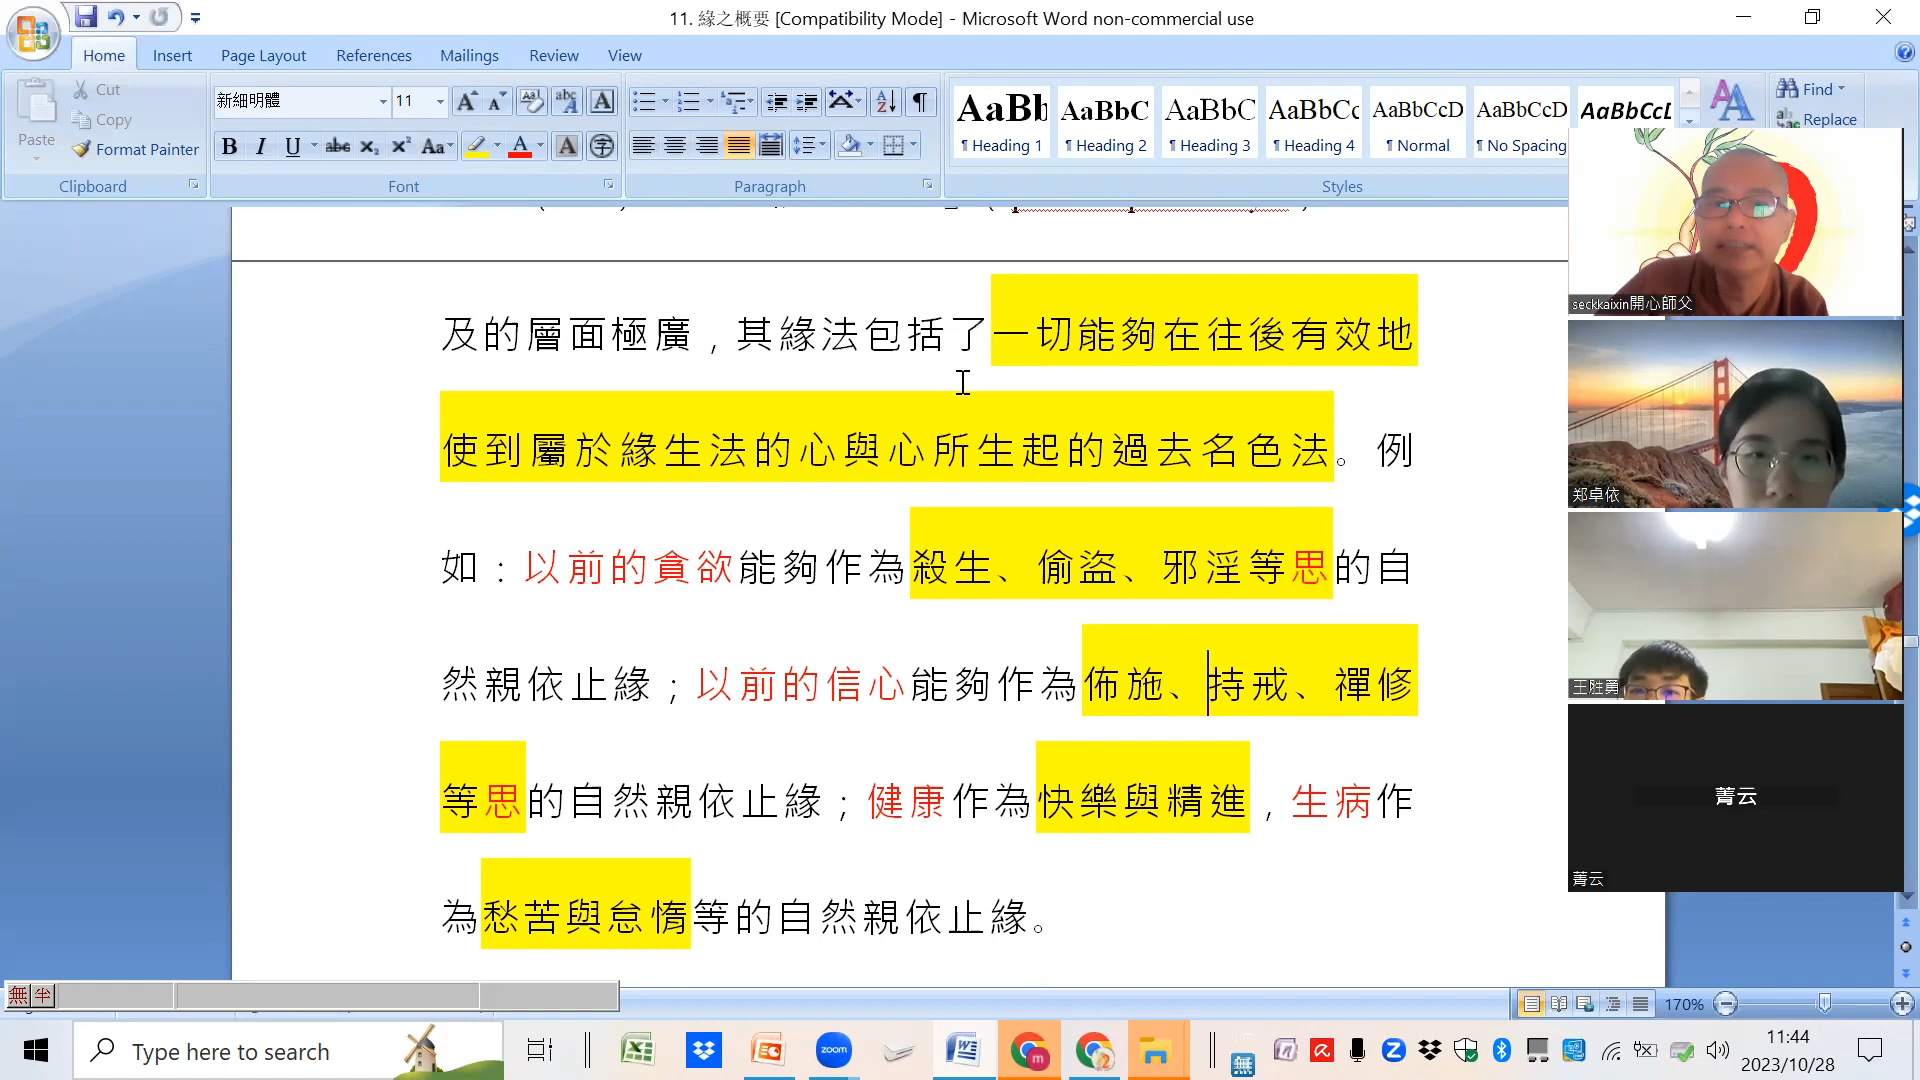 11. 緣之概要 [Compatibility Mode] - Microsoft Word non-commercial use
Home Insert Page Layout References Mailings Review View
Cut
Copy
Paste
Format Painter
新細明體 11
AaBb AaBbC AaBbC AaBbCc AaBbCcD AaBbCcD AaBbCcD
¶ Heading 1 ¶ Heading 2 ¶ Heading 3 ¶ Heading 4 ¶ Normal ¶ No Spacing
Find
Replace
Clipboard Font Paragraph Styles
及的層面極廣，其緣法包括了一切能夠在往後有效地
使到屬於緣生法的心與心所生起的過去名色法。例
如：以前的貪欲能夠作為殺生、偷盜、邪淫等思的自
然親依止緣；以前的信心能夠作為佈施、持戒、禪修
等思的自然親依止緣；健康作為快樂與精進，生病作
為愁苦與怠惰等的自然親依止緣。
seckkaixin開心師父
郑卓依
王胜勇
菁云
菁云
無 半
170%
Type here to search
zoom
11:44
2023/10/28